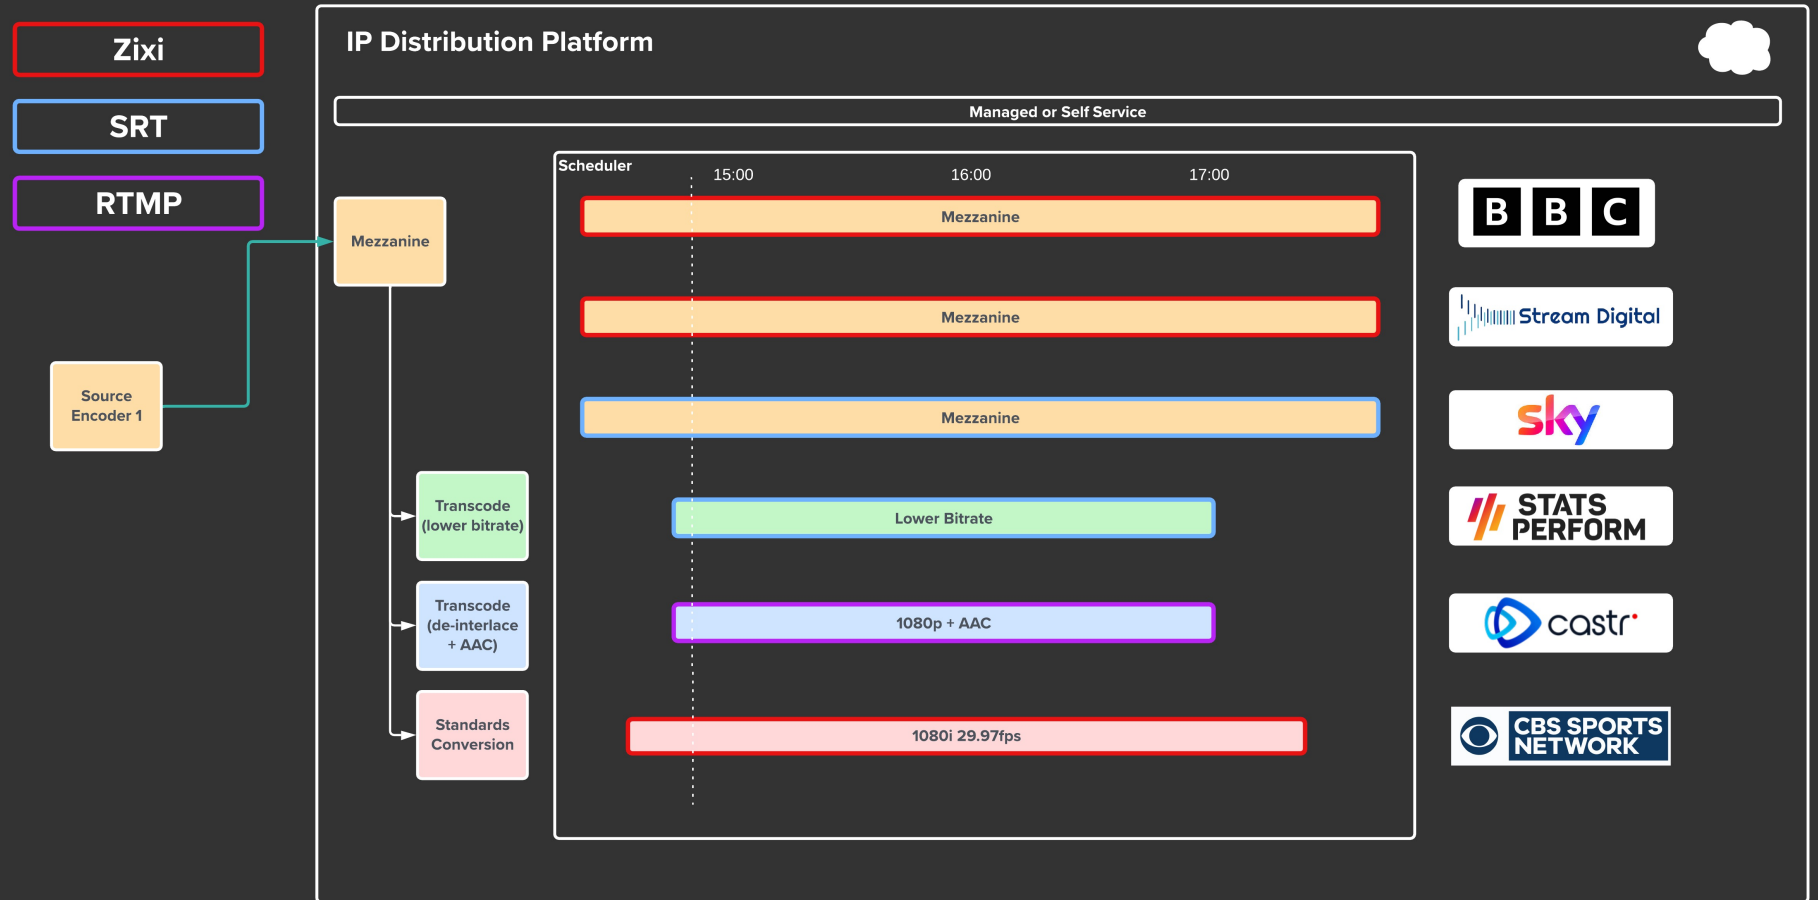 Zixi
SRT
RTMP
IP Distribution Platform
Managed or Self Service
Scheduler
15:00 16:00 17:00
Mezzanine
Mezzanine
BBC
Mezzanine
Stream Digital
Source
Encoder 1
Mezzanine
sky
Transcode
(lower bitrate)
Lower Bitrate
STATS
PERFORM
Transcode
(de-interlace
+ AAC)
1080p + AAC
castr
Standards
Conversion
1080i 29.97fps
CBS SPORTS
NETWORK